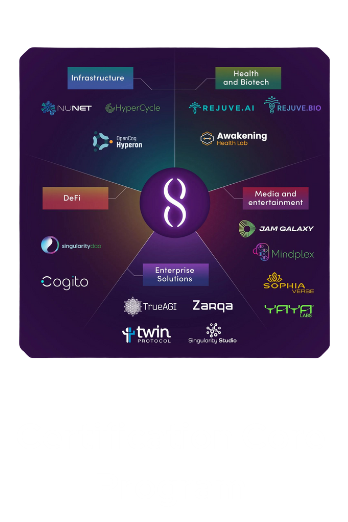 Infrastructure
NUNET
HyperCycle
OpenCog
Hyperon
Health
and Biotech
REJUVE.AI
REJUVE.BIO
Awakening
Health Lab
DeFi
singularitydao
Cogito
Media and
entertainment
JAM GALAXY
Mindplex
SOPHIA
VERSE
YAYA
LABS
Enterprise
Solutions
TrueAGI
Zarqa
twin
PROTOCOL
Singularity Studio